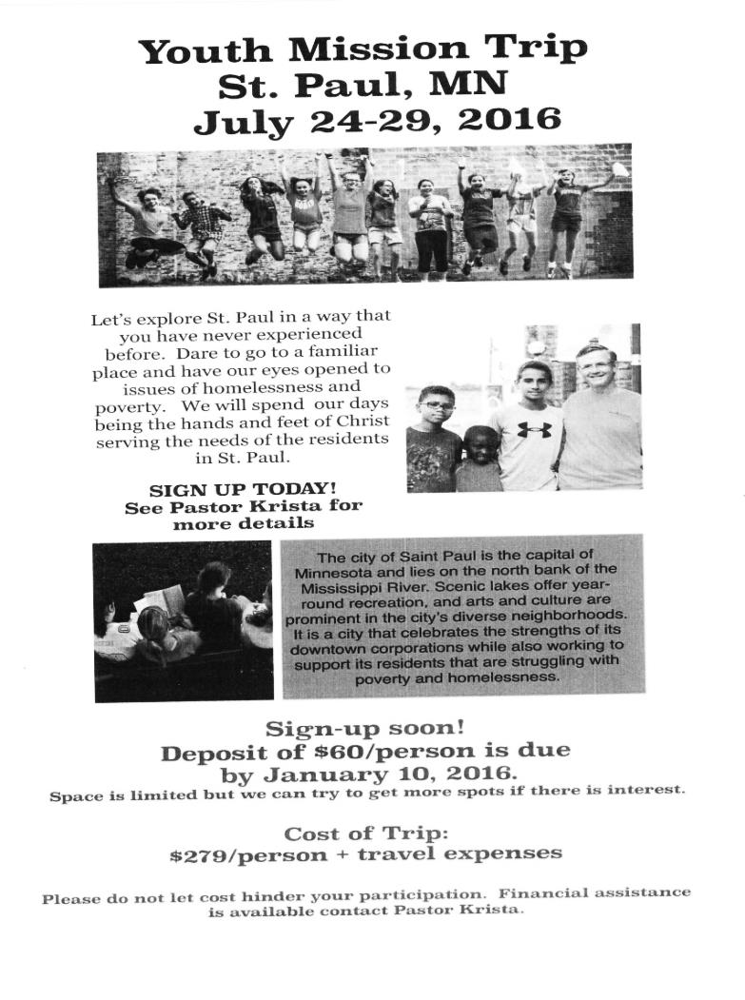 Youth Mission Trip
St. Paul, MN
July 24-29, 2016
Let's explore St. Paul in a way that
you have never experienced
before. Dare to go to a familiar
place and have our eyes opened to
issues of homelessness and
poverty. We will spend our days
being the hands and feet of Christ
serving the needs of the residents
in St. Paul.
SIGN UP TODAY!
See Pastor Krista for
more details
The city of Saint Paul is the capital of
Minnesota and lies on the north bank of the
Mississippi River. Scenic lakes offer year-
round recreation, and arts and culture are
prominent in the city's diverse neighborhoods.
It is a city that celebrates the strengths of its
downtown corporations while also working to
support its residents that are struggling with
poverty and homelessness.
Sign-up soon!
Deposit of $60/person is due
by January 10, 2016.
Space is limited but we can try to get more spots if there is interest.
Cost of Trip:
$279/person + travel expenses
Please do not let cost hinder your participation. Financial assistance
is available contact Pastor Krista.